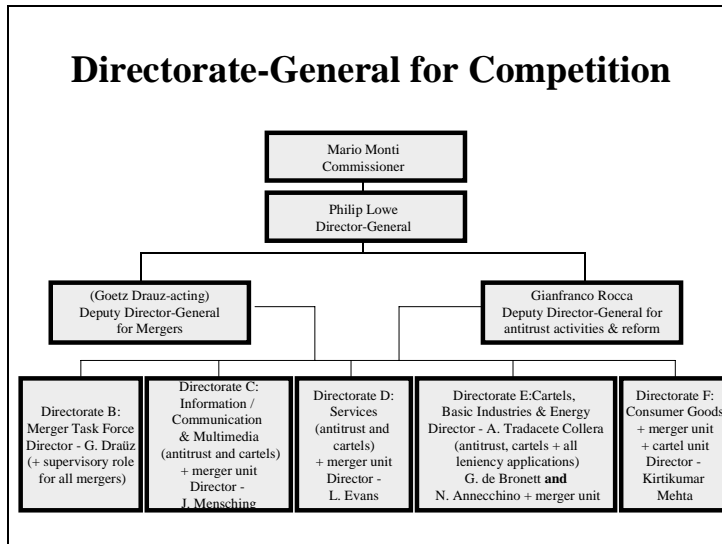 Directorate-General for Competition
Mario Monti
Commissioner
Philip Lowe
Director-General
(Goetz Drauz-acting)
Deputy Director-General
for Mergers
Gianfranco Rocca
Deputy Director-General for
antitrust activities & reform
Directorate B:
Merger Task Force
Director - G. Draüz
(+ supervisory role
for all mergers)
Directorate C:
Information /
Communication
& Multimedia
(antitrust and cartels)
+ merger unit
Director -
J. Mensching
Directorate D:
Services
(antitrust and
cartels)
+ merger unit
Director -
L. Evans
Directorate E:Cartels,
Basic Industries & Energy
Director - A. Tradacete Collera
(antitrust, cartels + all
leniency applications)
G. de Bronett and
N. Annecchino + merger unit
Directorate F:
Consumer Goods
+ merger unit
+ cartel unit
Director -
Kirtikumar
Mehta